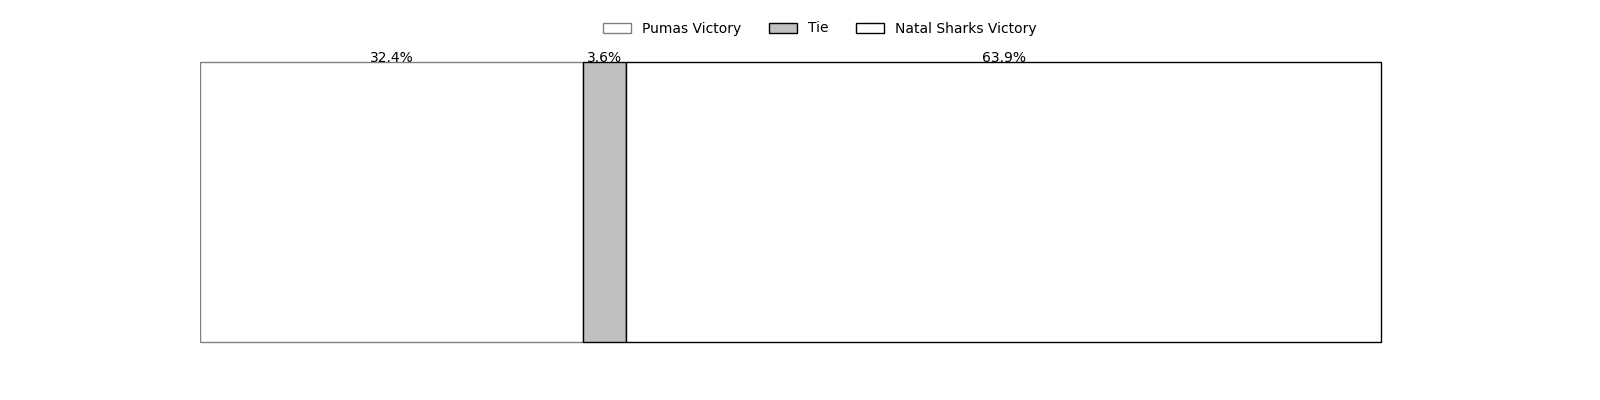 Pumas Victory Tie Natal Sharks Victory
32.4% 3.6% 63.9%